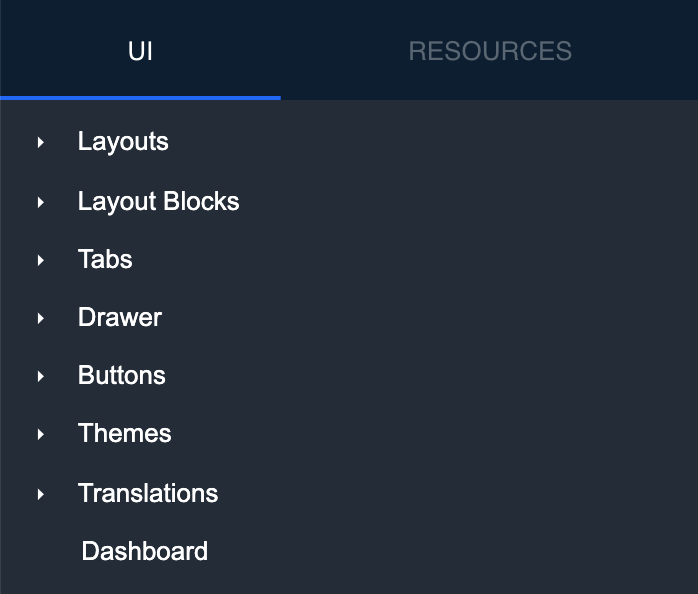 UI
RESOURCES
Layouts
Layout Blocks
Tabs
Drawer
Buttons
Themes
Translations
Dashboard